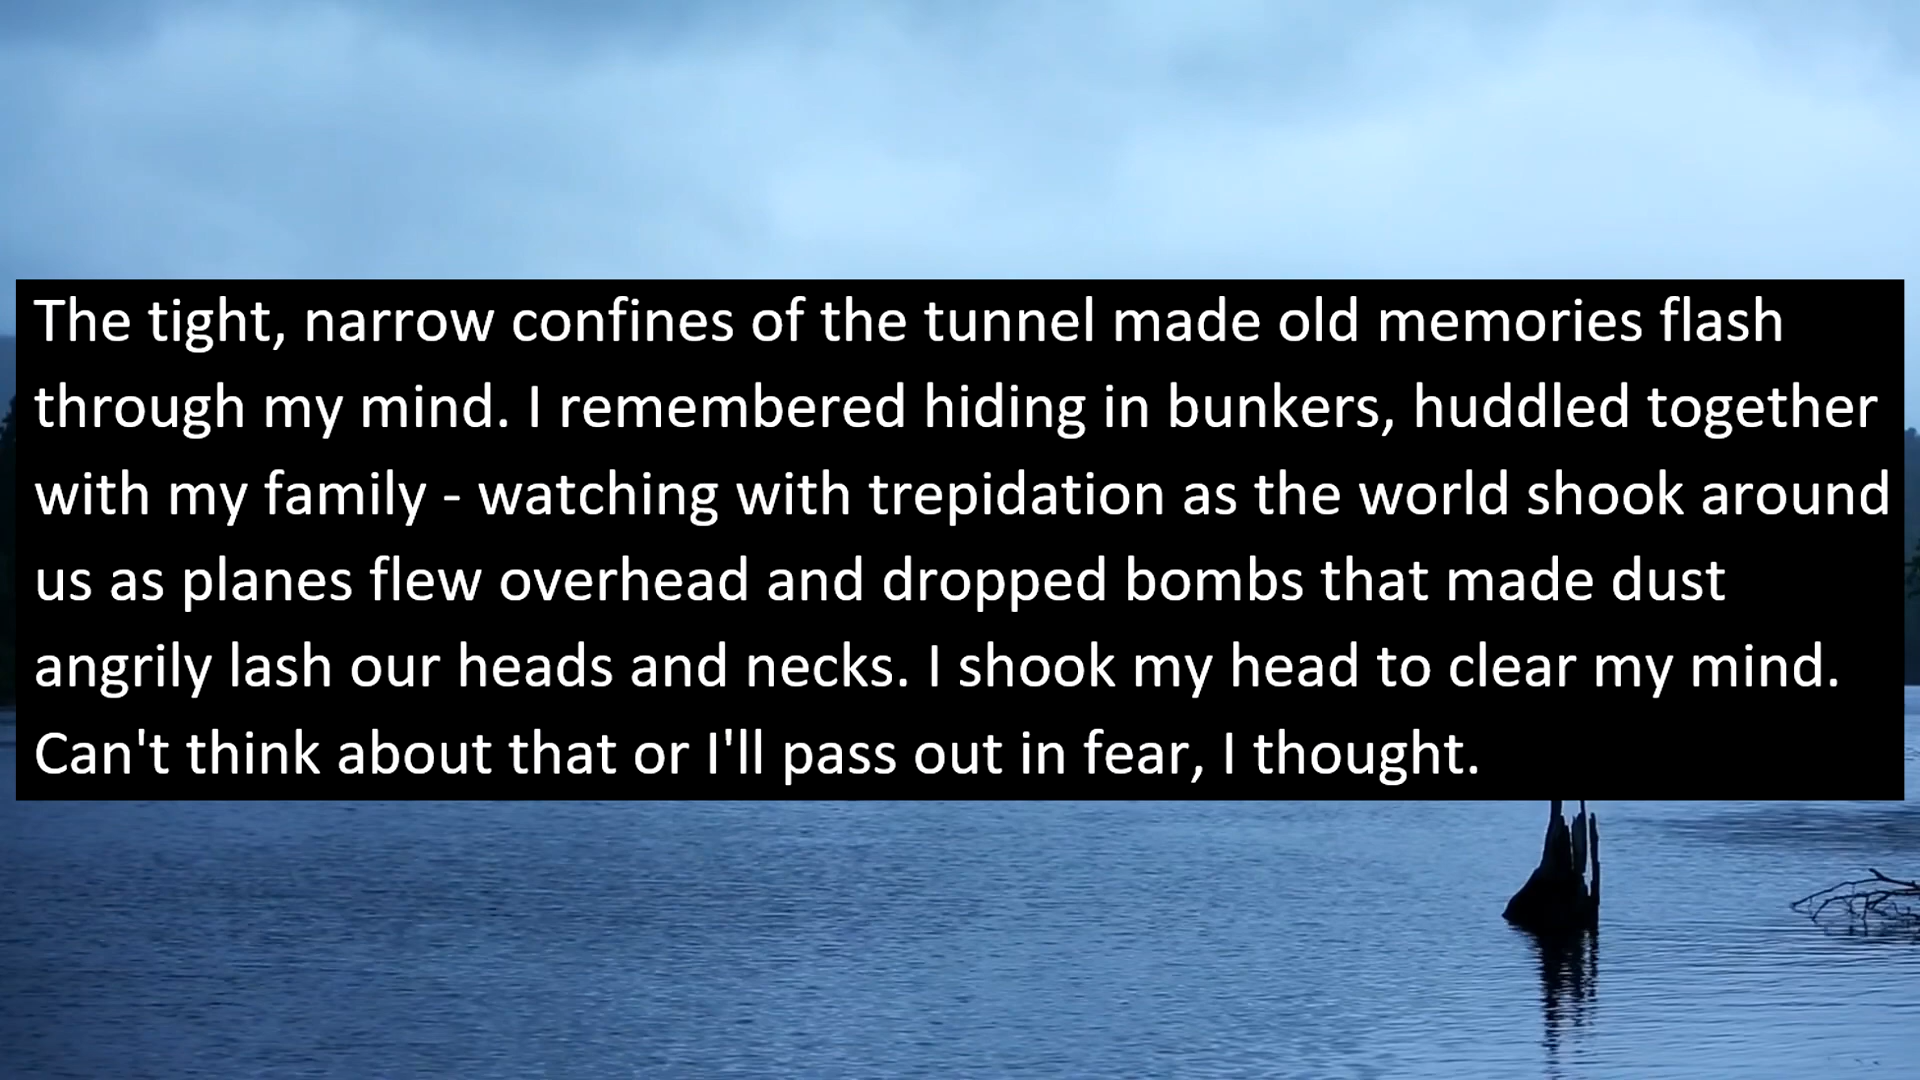 The tight, narrow confines of the tunnel made old memories flash
through my mind. I remembered hiding in bunkers, huddled together
with my family - watching with trepidation as the world shook around
us as planes flew overhead and dropped bombs that made dust
angrily lash our heads and necks. I shook my head to clear my mind.
Can't think about that or I'll pass out in fear, I thought.